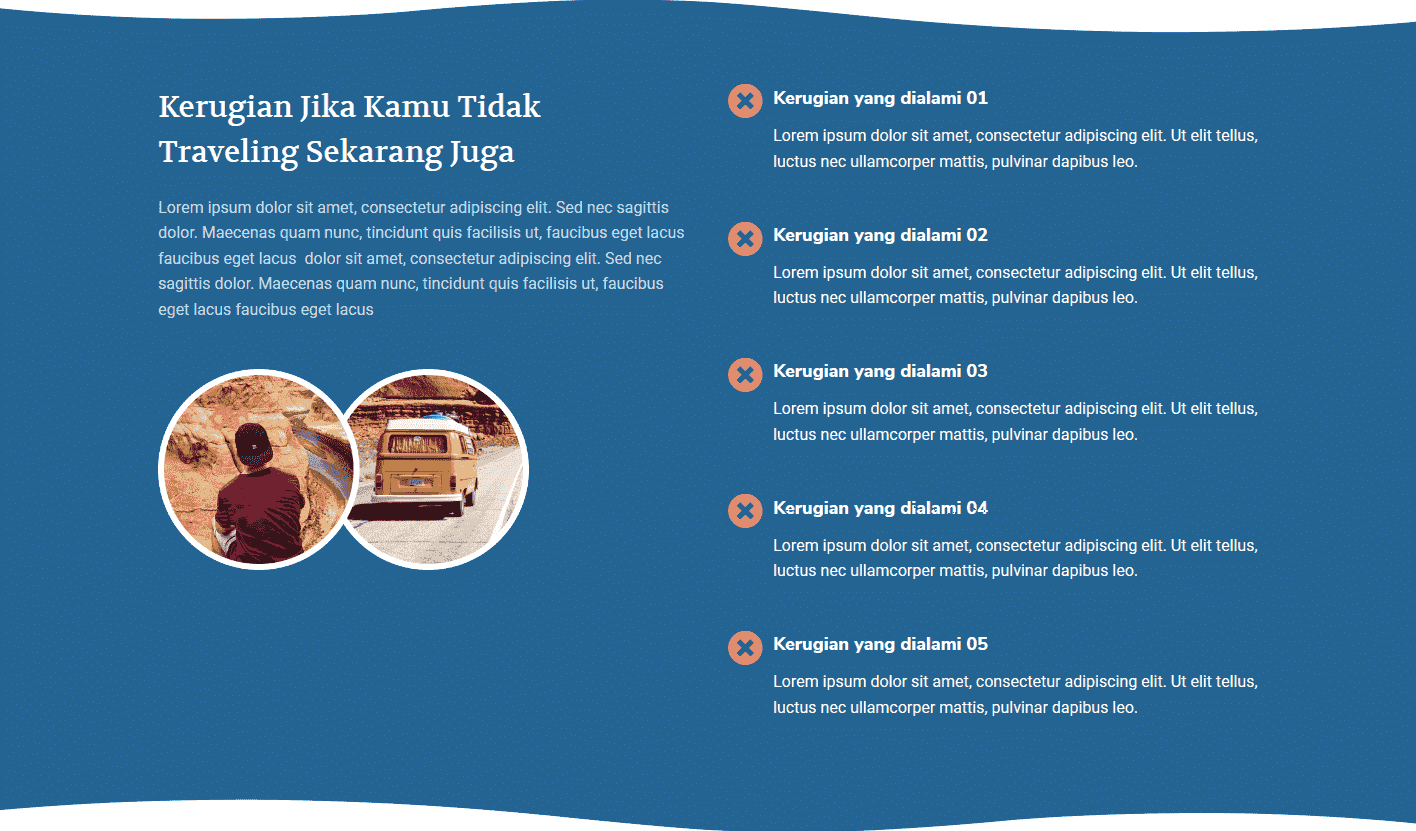 Kerugian Jika Kamu Tidak
Traveling Sekarang Juga
Lorem ipsum dolor sit amet, consectetur adipiscing elit. Sed nec sagittis
dolor. Maecenas quam nunc, tincidunt quis facilisis ut, faucibus eget lacus
faucibus eget lacus  dolor sit amet, consectetur adipiscing elit. Sed nec
sagittis dolor. Maecenas quam nunc, tincidunt quis facilisis ut, faucibus
eget lacus faucibus eget lacus
Kerugian yang dialami 01
Lorem ipsum dolor sit amet, consectetur adipiscing elit. Ut elit tellus,
luctus nec ullamcorper mattis, pulvinar dapibus leo.
Kerugian yang dialami 02
Lorem ipsum dolor sit amet, consectetur adipiscing elit. Ut elit tellus,
luctus nec ullamcorper mattis, pulvinar dapibus leo.
Kerugian yang dialami 03
Lorem ipsum dolor sit amet, consectetur adipiscing elit. Ut elit tellus,
luctus nec ullamcorper mattis, pulvinar dapibus leo.
Kerugian yang dialami 04
Lorem ipsum dolor sit amet, consectetur adipiscing elit. Ut elit tellus,
luctus nec ullamcorper mattis, pulvinar dapibus leo.
Kerugian yang dialami 05
Lorem ipsum dolor sit amet, consectetur adipiscing elit. Ut elit tellus,
luctus nec ullamcorper mattis, pulvinar dapibus leo.